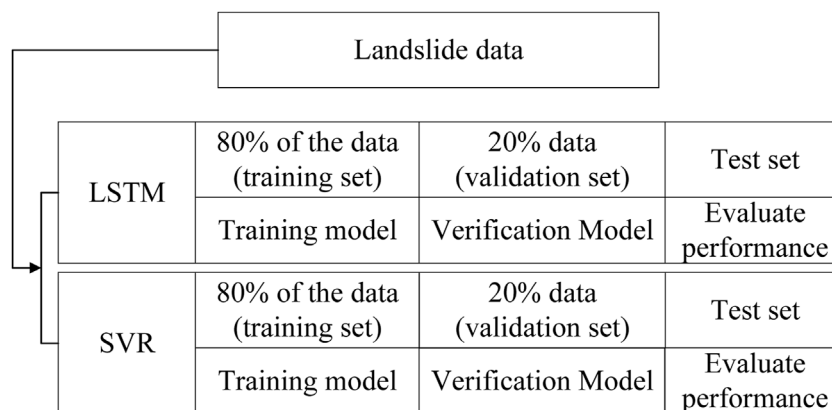 Landslide data
LSTM
80% of the data
(training set)
20% data
(validation set)
Test set
Training model
Verification Model
Evaluate
performance
SVR
80% of the data
(training set)
20% data
(validation set)
Test set
Training model
Verification Model
Evaluate
performance